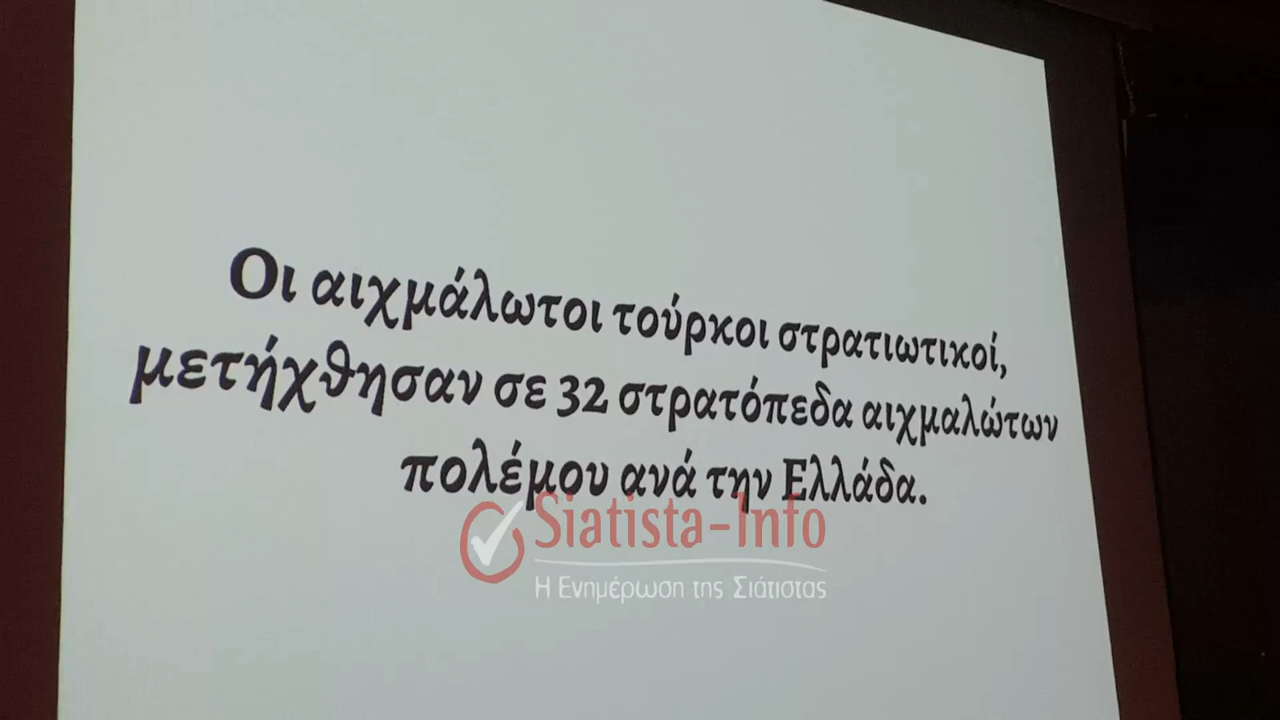 Οι αιχμάλωτοι τούρκοι στρατιωτικοί,
μετήχθησαν σε 32 στρατόπεδα αιχμαλώτων
πολέμου ανά την Ελλάδα.
Siatista-Info
Η Ενημέρωση της Σιάτιστας